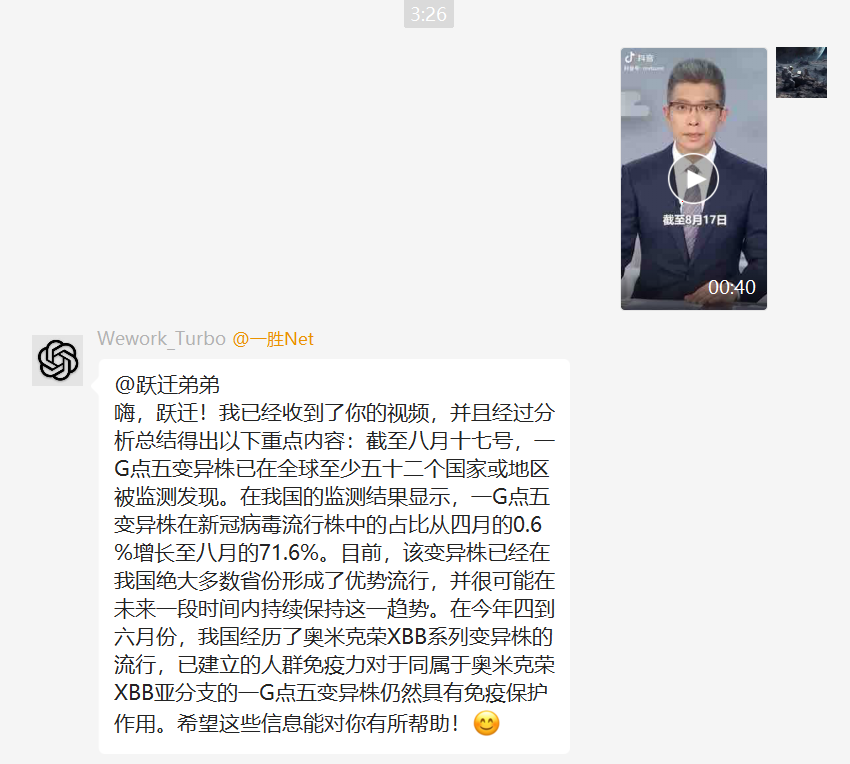 3:26
抖音
截至8月17日
00:40
Wework_Turbo @一胜Net
@跃迁弟弟
嗨，跃迁！我已经收到了你的视频，并且经过分
析总结得出以下重点内容：截至八月十七号，一
G点五变异株已在全球至少五十二个国家或地区
被监测发现。在我国的监测结果显示，一G点五
变异株在新冠病毒流行株中的占比从四月的0.6
%增长至八月的71.6%。目前，该变异株已经在
我国绝大多数省份形成了优势流行，并很可能在
未来一段时间内持续保持这一趋势。在今年四到
六月份，我国经历了奥米克荣XBB系列变异株的
流行，已建立的人群免疫力对于同属于奥米克荣
XBB亚分支的一G点五变异株仍然具有免疫保护
作用。希望这些信息能对你有所帮助！😊